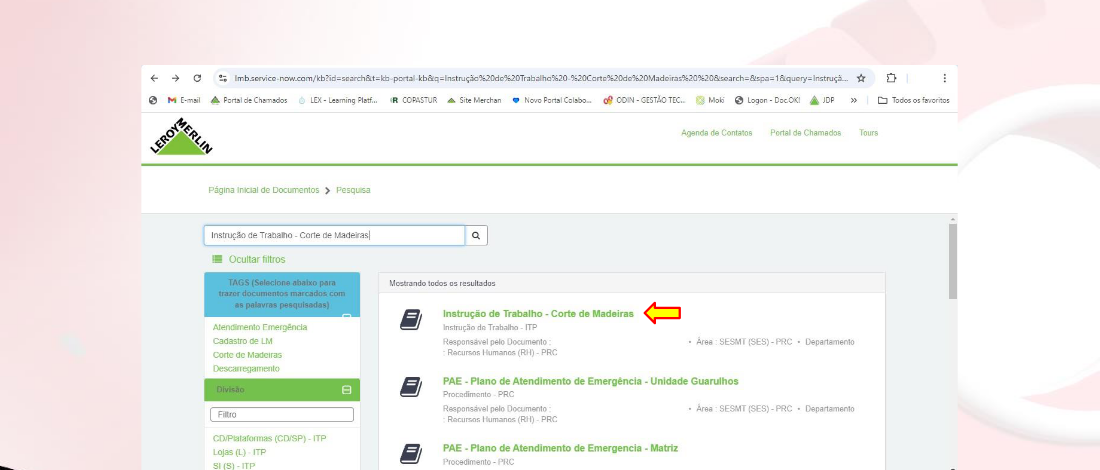 lmb.service-now.com/kb?id=search&t=kb-portal-kb&q=Instrução%20de%20Trabalho%20-%20Corte%20de%20Madeiras%20%20&search=&spa=1&query=Instruçã...
E-mail Portal de Chamados LEX - Learning Platf... COPASTUR Site Merchan Novo Portal Colabo... ODIN - GESTÃO TEC... Moki Logon - Doc.OKI JDP » Todos os favoritos
LEROY MERLIN
Agenda de Contatos Portal de Chamados Tours
Página Inicial de Documentos > Pesquisa
Instrução de Trabalho - Corte de Madeiras
Ocultar filtros
TAGS (Selecione abaixo para
trazer documentos marcados com
as palavras pesquisadas)
Atendimento Emergência
Cadastro de LM
Corte de Madeiras
Descarregamento
Divisão
Filtro
CD/Plataformas (CD/SP) - ITP
Lojas (L) - ITP
SI (S) - ITP
Mostrando todos os resultados
Instrução de Trabalho - Corte de Madeiras
Instrução de Trabalho - ITP
Responsável pelo Documento : • Área : SESMT (SES) - PRC • Departamento
: Recursos Humanos (RH) - PRC
PAE - Plano de Atendimento de Emergência - Unidade Guarulhos
Procedimento - PRC
Responsável pelo Documento : • Área : SESMT (SES) - PRC • Departamento
: Recursos Humanos (RH) - PRC
PAE - Plano de Atendimento de Emergencia - Matriz
Procedimento - PRC